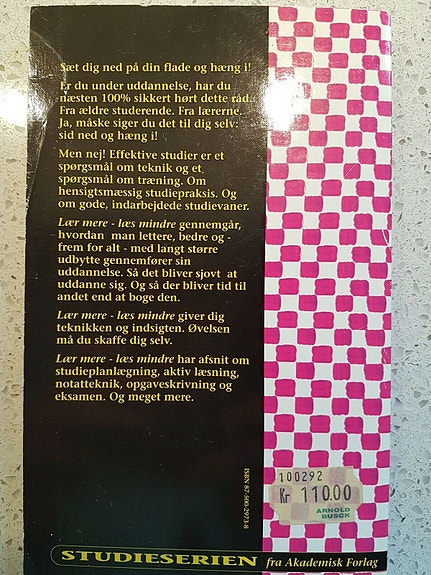 Sæt dig ned på din flade og hæng i!
Er du under uddannelse, har du
næsten 100% sikkert hørt dette råd.
Fra ældre studerende. Fra lærerne.
Ja, måske siger du det til dig selv:
sid ned og hæng i!
Men nej! Effektive studier er et
spørgsmål om teknik og et
spørgsmål om træning. Om
hensigtsmæssig studiepraksis. Og
om gode, indarbejdede studievaner.
Lær mere - læs mindre gennemgår,
hvordan man lettere, bedre og -
frem for alt - med langt større
udbytte gennemfører sin
uddannelse. Så det bliver sjovt at
uddanne sig. Og så der bliver tid til
andet end at boge den.
Lær mere - læs mindre giver dig
teknikken og indsigten. Øvelsen
må du skaffe dig selv.
Lær mere - læs mindre har afsnit om
studieplanlægning, aktiv læsning,
notatteknik, opgaveskrivning og
eksamen. Og meget mere.
ISBN 87-500-2973-8
100292
Kr 110.00
ARNOLD
BUSCK
STUDIESERIEN fra Akademisk Forlag